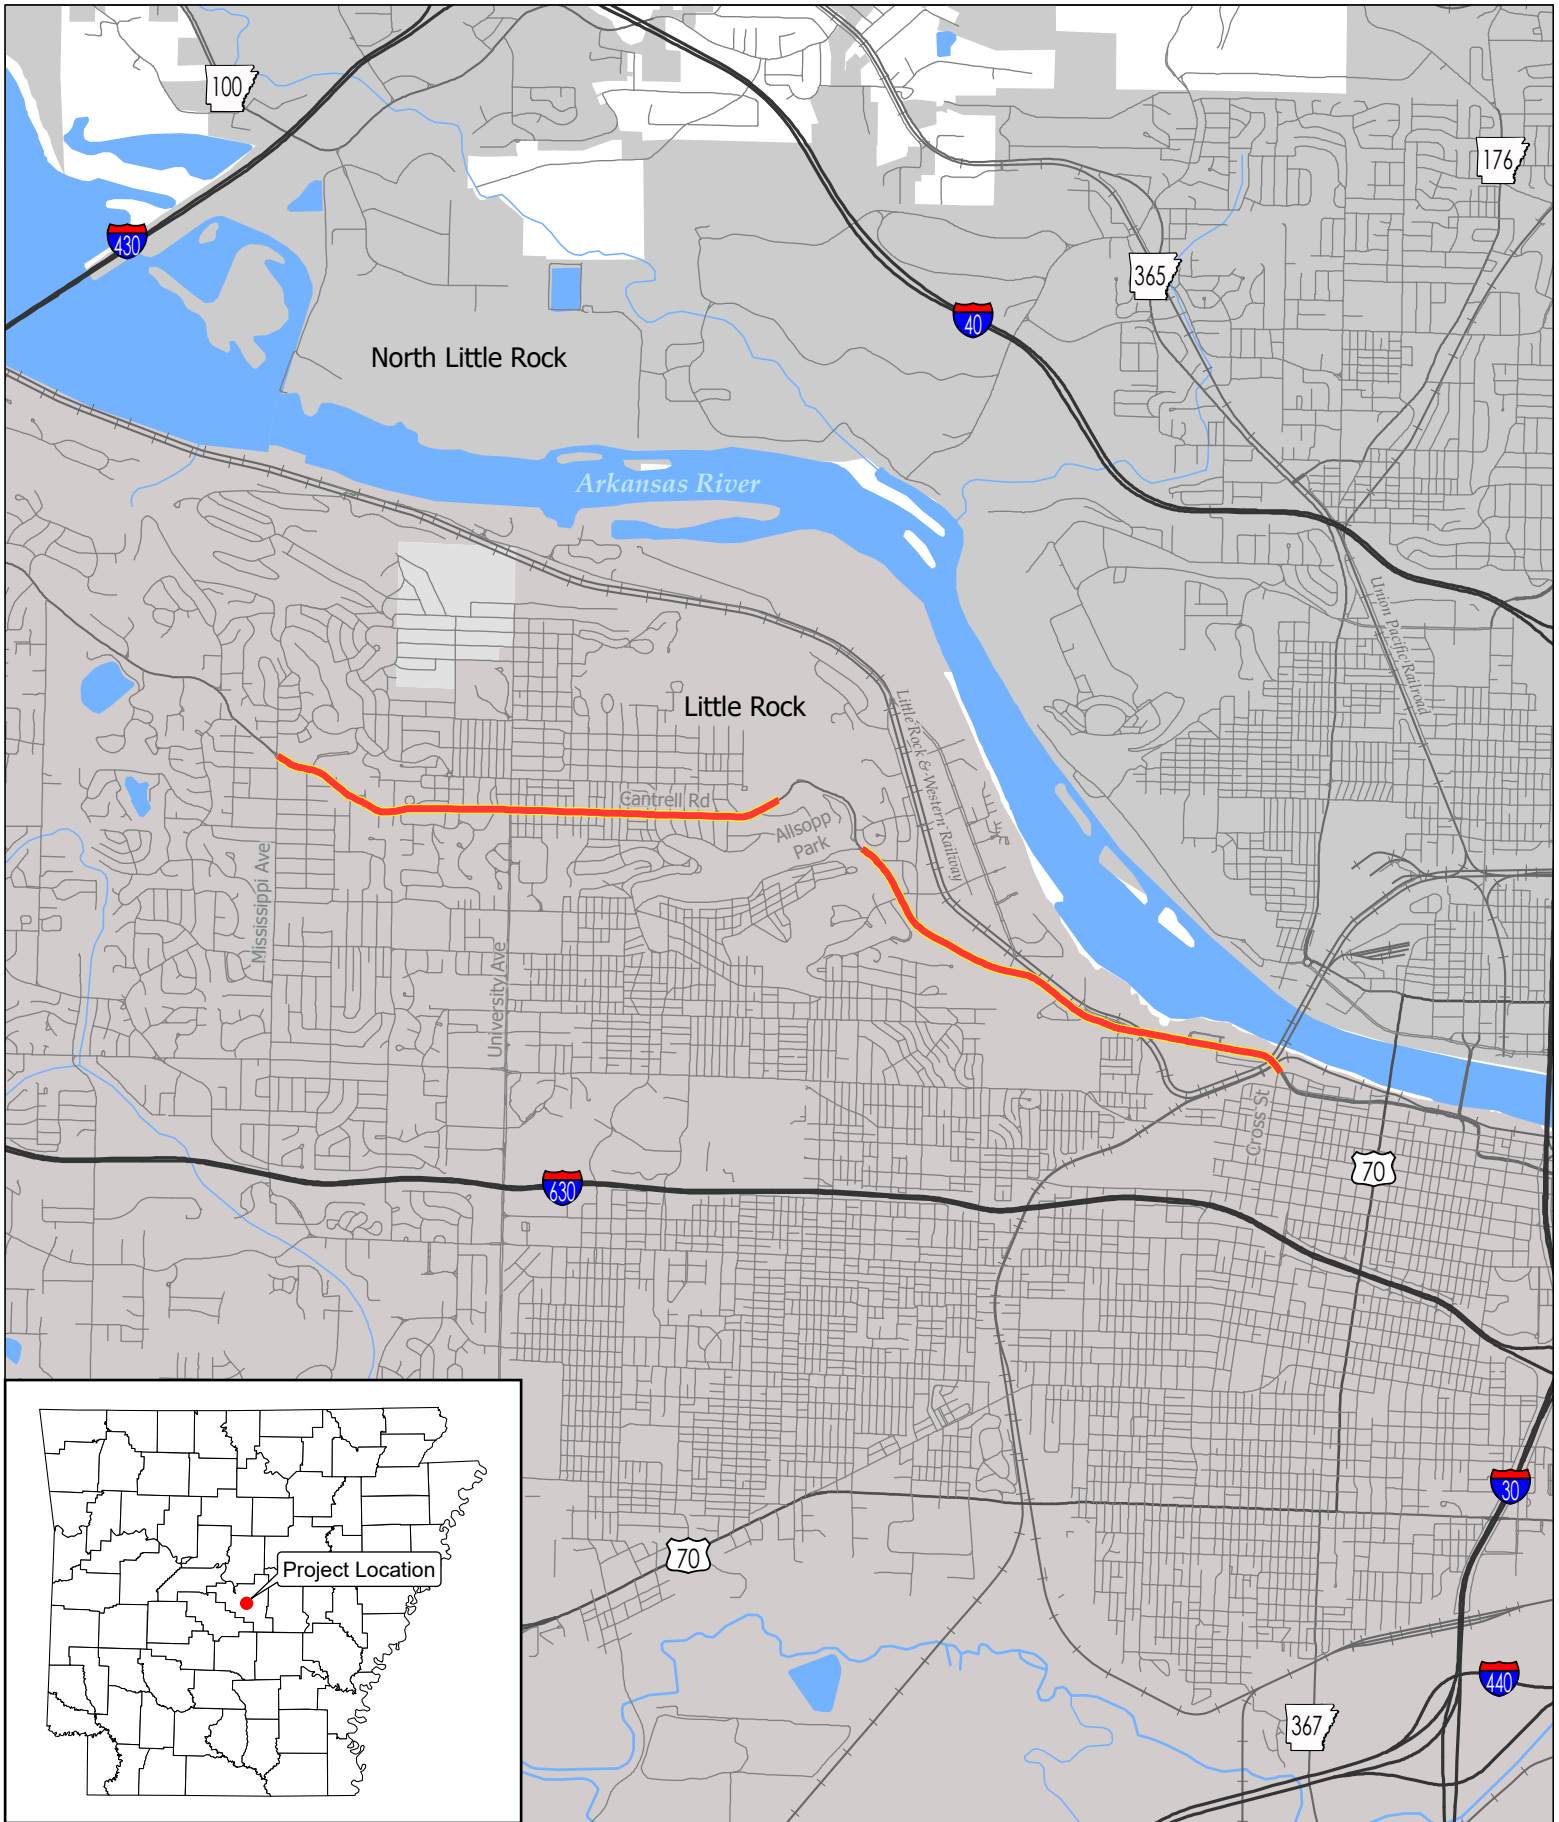 100
176
430
365
40
North Little Rock
Arkansas River
Union Pacific Railroad
Little Rock
Little Rock & Western Railway
Cantrell Rd
Allsopp
Park
Mississippi Ave
University Ave
Cross St
70
630
30
Project Location
70
440
367